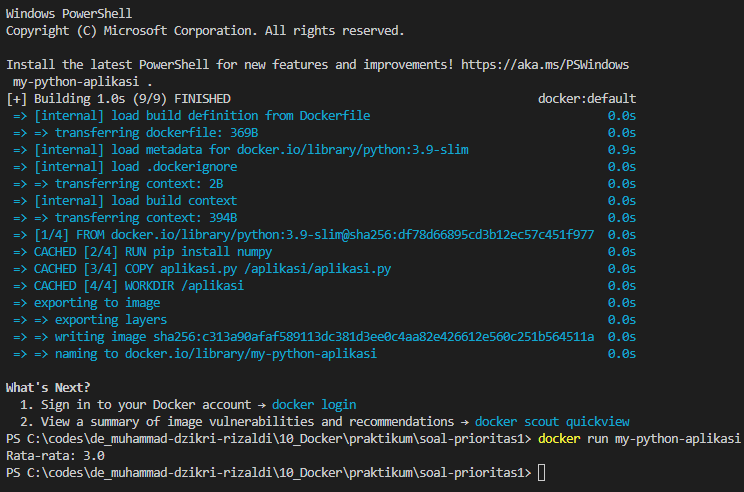 Windows PowerShell
Copyright (C) Microsoft Corporation. All rights reserved.
Install the latest PowerShell for new features and improvements! https://aka.ms/PSWindows
 my-python-aplikasi .
[+] Building 1.0s (9/9) FINISHED docker:default
 => [internal] load build definition from Dockerfile 0.0s
 => => transferring dockerfile: 369B 0.0s
 => [internal] load metadata for docker.io/library/python:3.9-slim 0.9s
 => [internal] load .dockerignore 0.0s
 => => transferring context: 2B 0.0s
 => [internal] load build context 0.0s
 => => transferring context: 394B 0.0s
 => [1/4] FROM docker.io/library/python:3.9-slim@sha256:df78d66895cd3b12ec57c451f977 0.0s
 => CACHED [2/4] RUN pip install numpy 0.0s
 => CACHED [3/4] COPY aplikasi.py /aplikasi/aplikasi.py 0.0s
 => CACHED [4/4] WORKDIR /aplikasi 0.0s
 => exporting to image 0.0s
 => => exporting layers 0.0s
 => => writing image sha256:c313a90afaf589113dc381d3ee0c4aa82e426612e560c251b564511a 0.0s
 => => naming to docker.io/library/my-python-aplikasi 0.0s
What's Next?
  1. Sign in to your Docker account → docker login
  2. View a summary of image vulnerabilities and recommendations → docker scout quickview
PS C:\codes\de_muhammad-dzikri-rizaldi\10_Docker\praktikum\soal-prioritas1> docker run my-python-aplikasi
Rata-rata: 3.0
PS C:\codes\de_muhammad-dzikri-rizaldi\10_Docker\praktikum\soal-prioritas1>